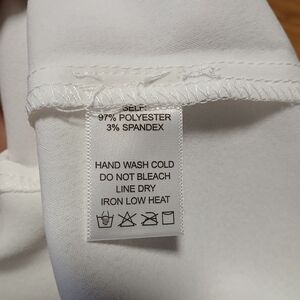 SELF:
97% POLYESTER
3% SPANDEX
HAND WASH COLD
DO NOT BLEACH
LINE DRY
IRON LOW HEAT